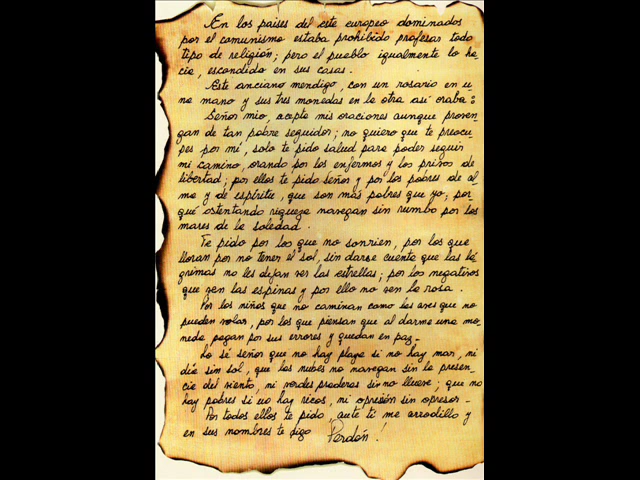 En los paises del este europeo dominados
por el comunismo estaba prohibido profesar todo
tipo de religión; pero el pueblo igualmente lo ha-
cia, escondido en sus casas.
Este anciano mendigo, con un rosario en u
na mano y sus tres monedas en la otra asi oraba:
Señor mio, acepta mis oraciones aunque proven-
gan de tan pobre seguidor; no quiero que te preocu-
pes por mi, solo te pido salud para poder seguir
mi camino, orando por los enfermos y los privos de
libertad; por ellos te pido Señor y por los pobres de al-
ma y de espíritu, que son más pobres que yo; por-
qué ostentando riqueza navegan sin rumbo por los
mares de la soledad.
Te pido por los que no sonrien, por los que
lloran por no tener el sol, sin darse cuenta que las lá
grimas no les dejan ver las estrellas; por los negativos
que ven las espinas y por ello no ven la rosa.
Por los niños que no caminan como las aves que no
pueden volar, por los que piensan que al darme una mo-
neda pagan por sus errores y quedan en paz-
Lo sé señor que no hay playa si no hay mar, ni
dia sin sol, que las nubes no navegan sin la presen-
cia del viento, ni verdes praderas si no llueve; que no
hay pobres si no hay ricos, ni opresión sin opresor-
Por todos ellos te pido, ante ti me arrodillo y
en sus nombres te digo Perdón!